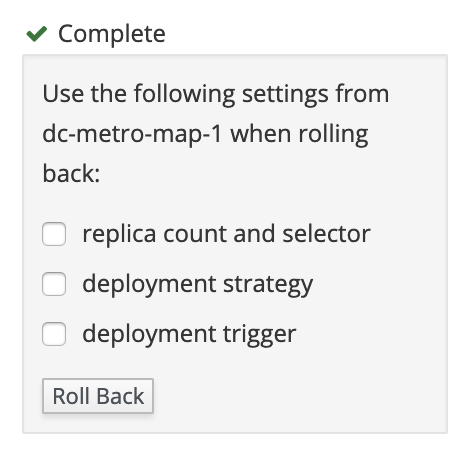 Complete
Use the following settings from
dc-metro-map-1 when rolling
back:
replica count and selector
deployment strategy
deployment trigger
Roll Back